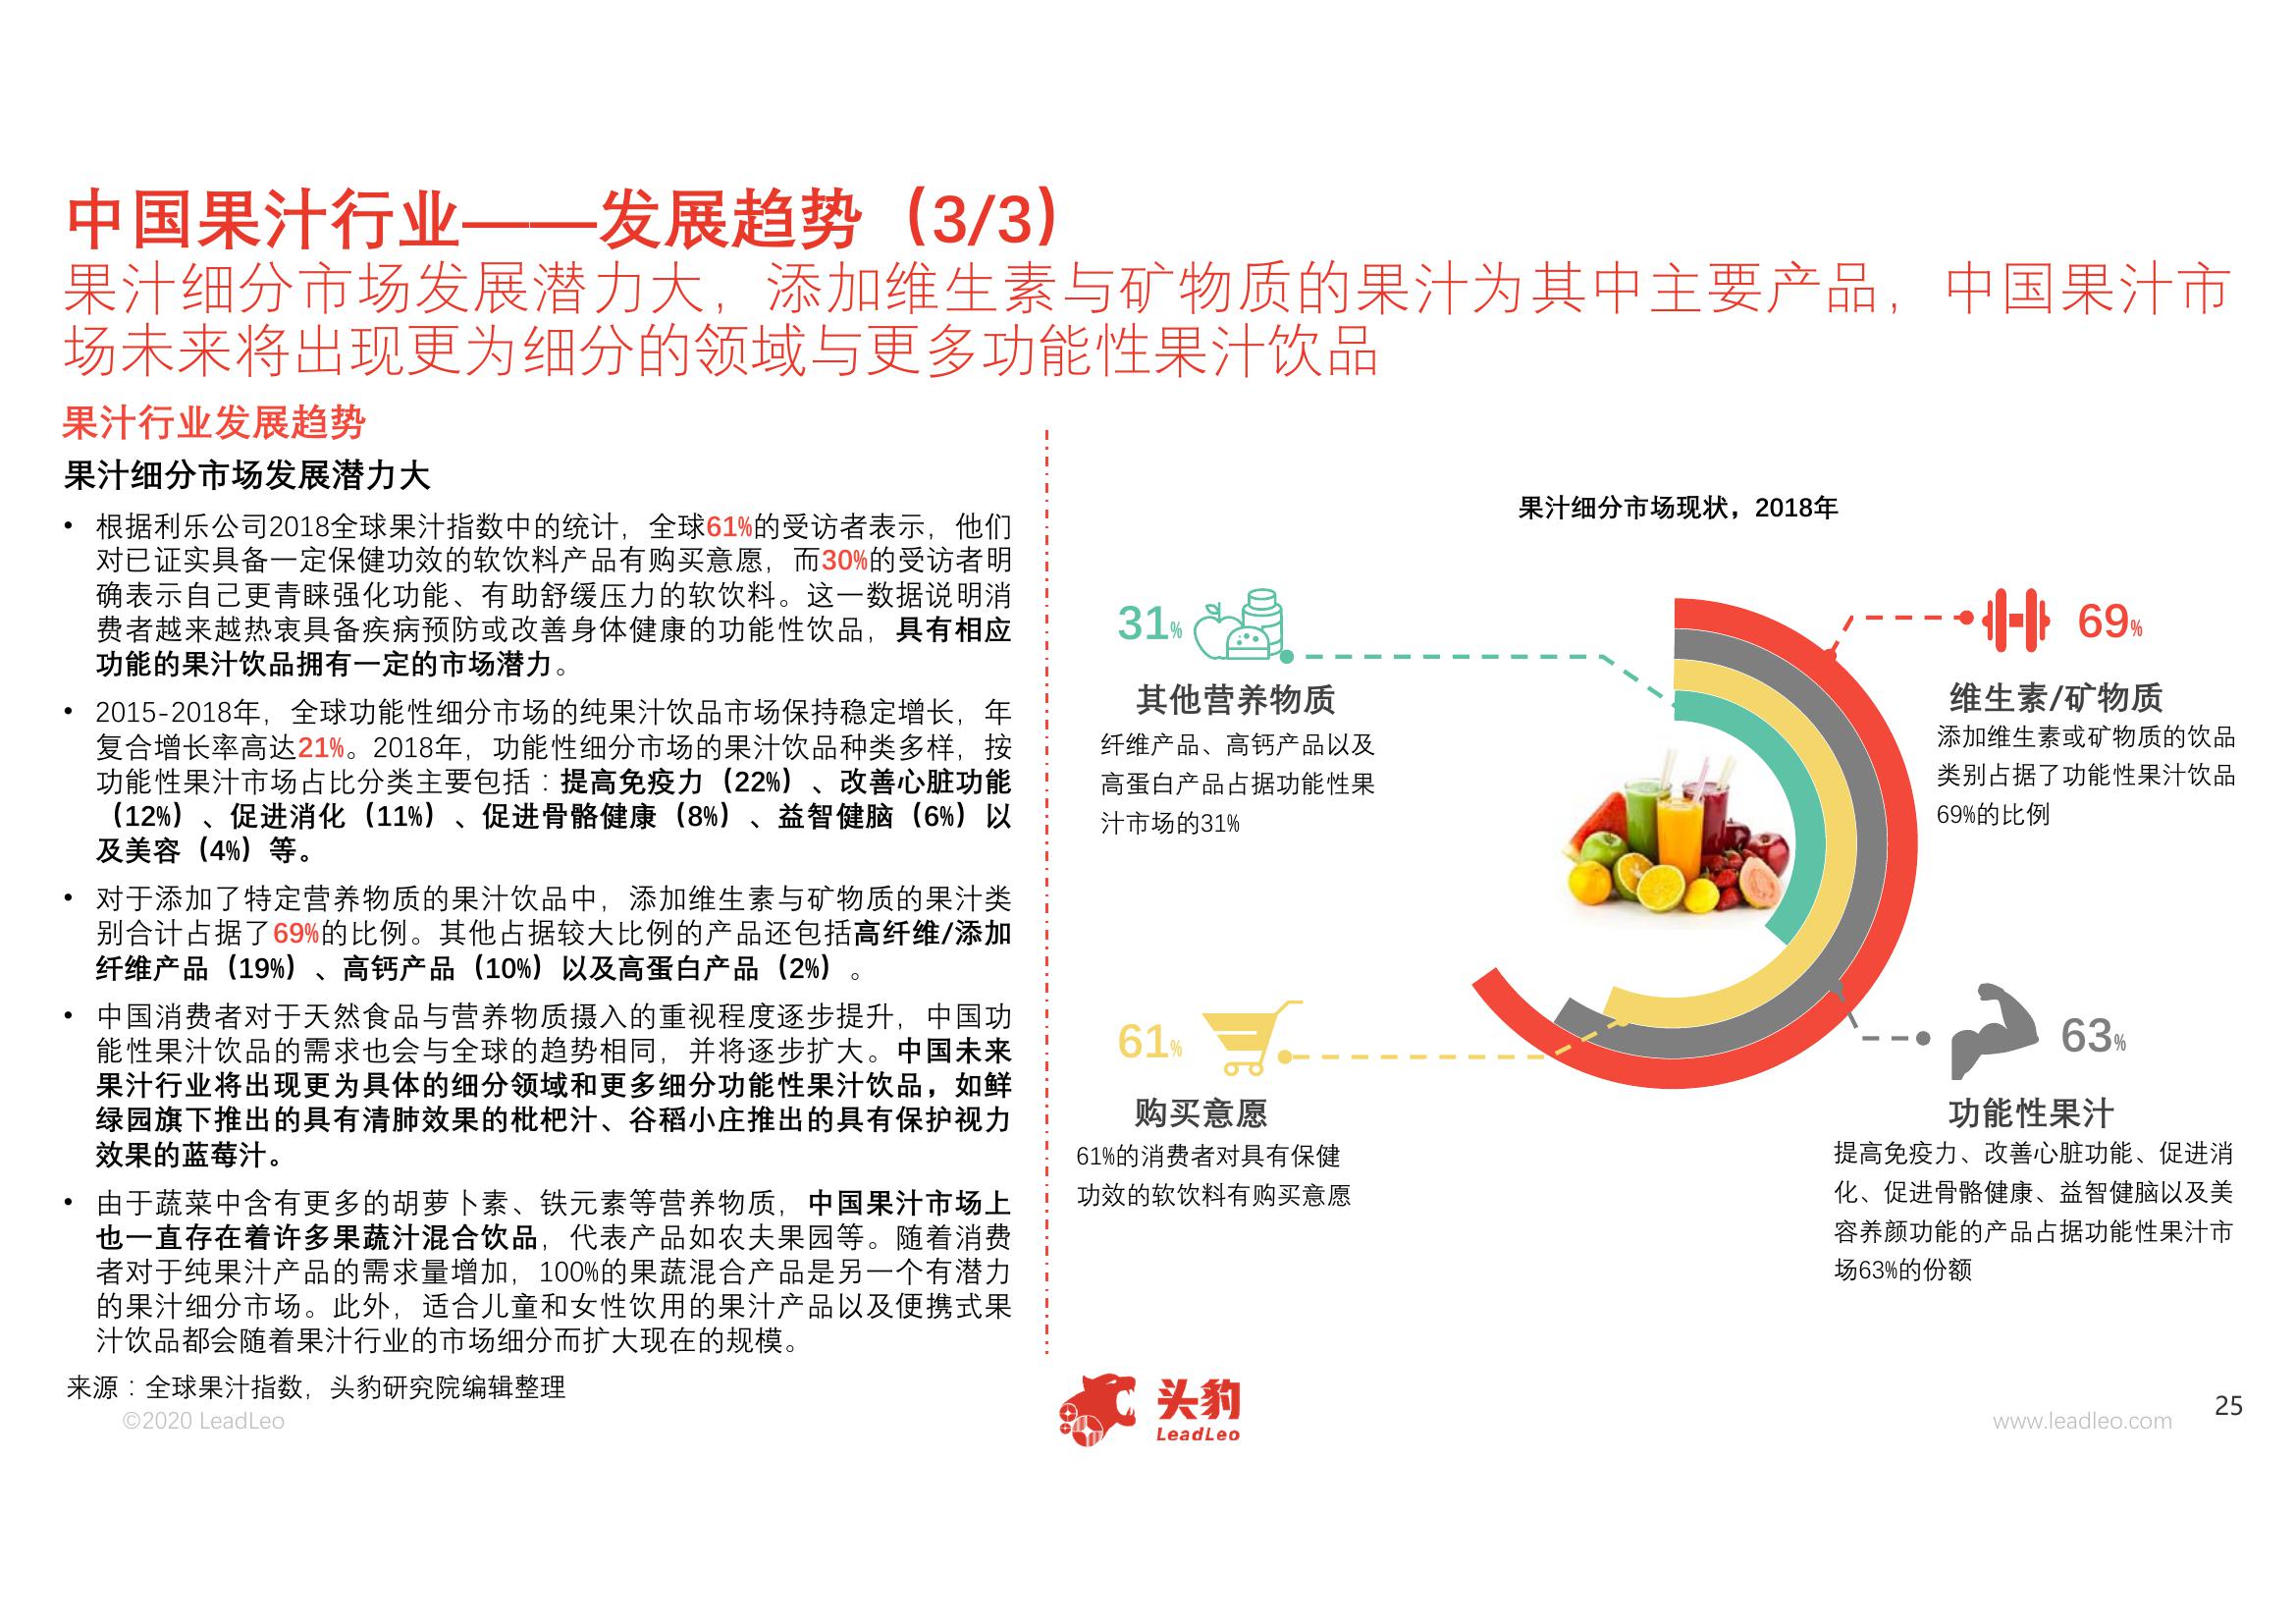 中国果汁行业——发展趋势（3/3）
果汁细分市场发展潜力大，添加维生素与矿物质的果汁为其中主要产品，中国果汁市
场未来将出现更为细分的领域与更多功能性果汁饮品
果汁行业发展趋势
果汁细分市场发展潜力大
• 根据利乐公司2018全球果汁指数中的统计，全球61%的受访者表示，他们
对已证实具备一定保健功效的软饮料产品有购买意愿，而30%的受访者明
确表示自己更青睐强化功能、有助舒缓压力的软饮料。这一数据说明消
费者越来越热衷具备疾病预防或改善身体健康的功能性饮品，具有相应
功能的果汁饮品拥有一定的市场潜力。
• 2015-2018年，全球功能性细分市场的纯果汁饮品市场保持稳定增长，年
复合增长率高达21%。2018年，功能性细分市场的果汁饮品种类多样，按
功能性果汁市场占比分类主要包括：提高免疫力（22%）、改善心脏功能
（12%）、促进消化（11%）、促进骨骼健康（8%）、益智健脑（6%）以
及美容（4%）等。
• 对于添加了特定营养物质的果汁饮品中，添加维生素与矿物质的果汁类
别合计占据了69%的比例。其他占据较大比例的产品还包括高纤维/添加
纤维产品（19%）、高钙产品（10%）以及高蛋白产品（2%）。
• 中国消费者对于天然食品与营养物质摄入的重视程度逐步提升，中国功
能性果汁饮品的需求也会与全球的趋势相同，并将逐步扩大。中国未来
果汁行业将出现更为具体的细分领域和更多细分功能性果汁饮品，如鲜
绿园旗下推出的具有清肺效果的枇杷汁、谷稻小庄推出的具有保护视力
效果的蓝莓汁。
• 由于蔬菜中含有更多的胡萝卜素、铁元素等营养物质，中国果汁市场上
也一直存在着许多果蔬汁混合饮品，代表产品如农夫果园等。随着消费
者对于纯果汁产品的需求量增加，100%的果蔬混合产品是另一个有潜力
的果汁细分市场。此外，适合儿童和女性饮用的果汁产品以及便携式果
汁饮品都会随着果汁行业的市场细分而扩大现在的规模。
果汁细分市场现状，2018年
31%
其他营养物质
纤维产品、高钙产品以及
高蛋白产品占据功能性果
汁市场的31%
69%
维生素/矿物质
添加维生素或矿物质的饮品
类别占据了功能性果汁饮品
69%的比例
61%
购买意愿
61%的消费者对具有保健
功效的软饮料有购买意愿
63%
功能性果汁
提高免疫力、改善心脏功能、促进消
化、促进骨骼健康、益智健脑以及美
容养颜功能的产品占据功能性果汁市
场63%的份额
来源：全球果汁指数，头豹研究院编辑整理
©2020 LeadLeo
头豹
LeadLeo
www.leadleo.com
25